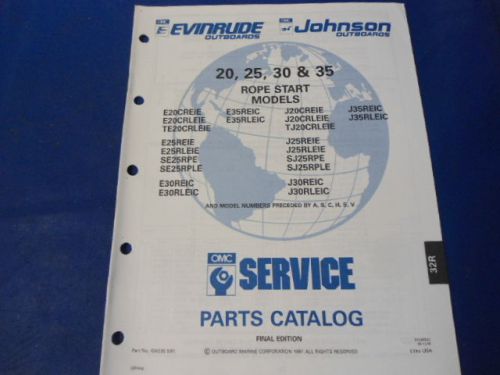 EVINRUDE OUTBOARDS
Johnson OUTBOARDS
20, 25, 30 & 35
ROPE START
MODELS
E20CREIE E35REIC J20CREIE J35REIC
E20CRLEIE E35RLEIC J20CRLEIE J35RLEIC
TE20CRLBIE TJ20CRLEIE
E25REIE J25REIE
E25RLEIE J25RLEIE
SE25RPE SJ25RPE
SE25RPLE SJ25RPLE
E30REIC J30REIC
E30RLEIC J30RLEIC
AND MODEL NUMBERS PRECEDED BY A, S, C, H, S, V
32R
OMC
SERVICE
PARTS CATALOG
FINAL EDITION
© OUTBOARD MARINE CORPORATION 1991 ALL RIGHTS RESERVED
USA